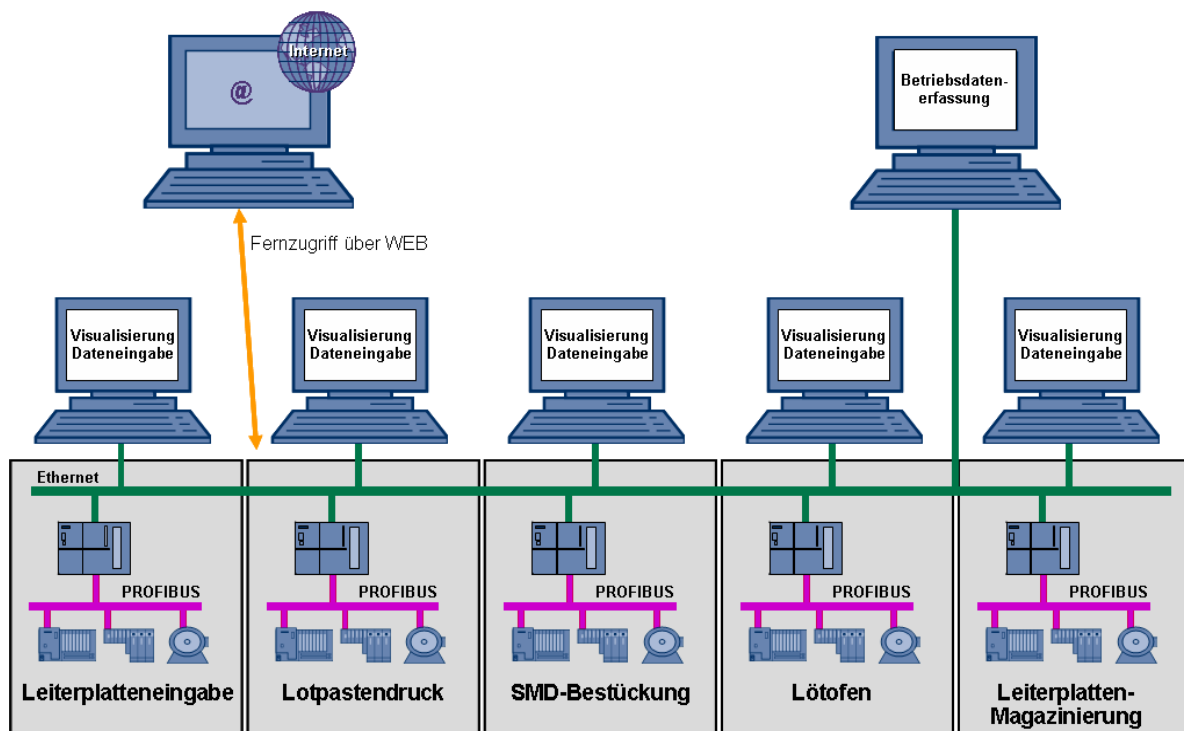 Internet
@
Betriebsdaten-
erfassung
Fernzugriff über WEB
Visualisierung
Dateneingabe
Visualisierung
Dateneingabe
Visualisierung
Dateneingabe
Visualisierung
Dateneingabe
Visualisierung
Dateneingabe
Ethernet
PROFIBUS
PROFIBUS
PROFIBUS
PROFIBUS
PROFIBUS
Leiterplatteneingabe
Lotpastendruck
SMD-Bestückung
Lötofen
Leiterplatten-
Magazinierung